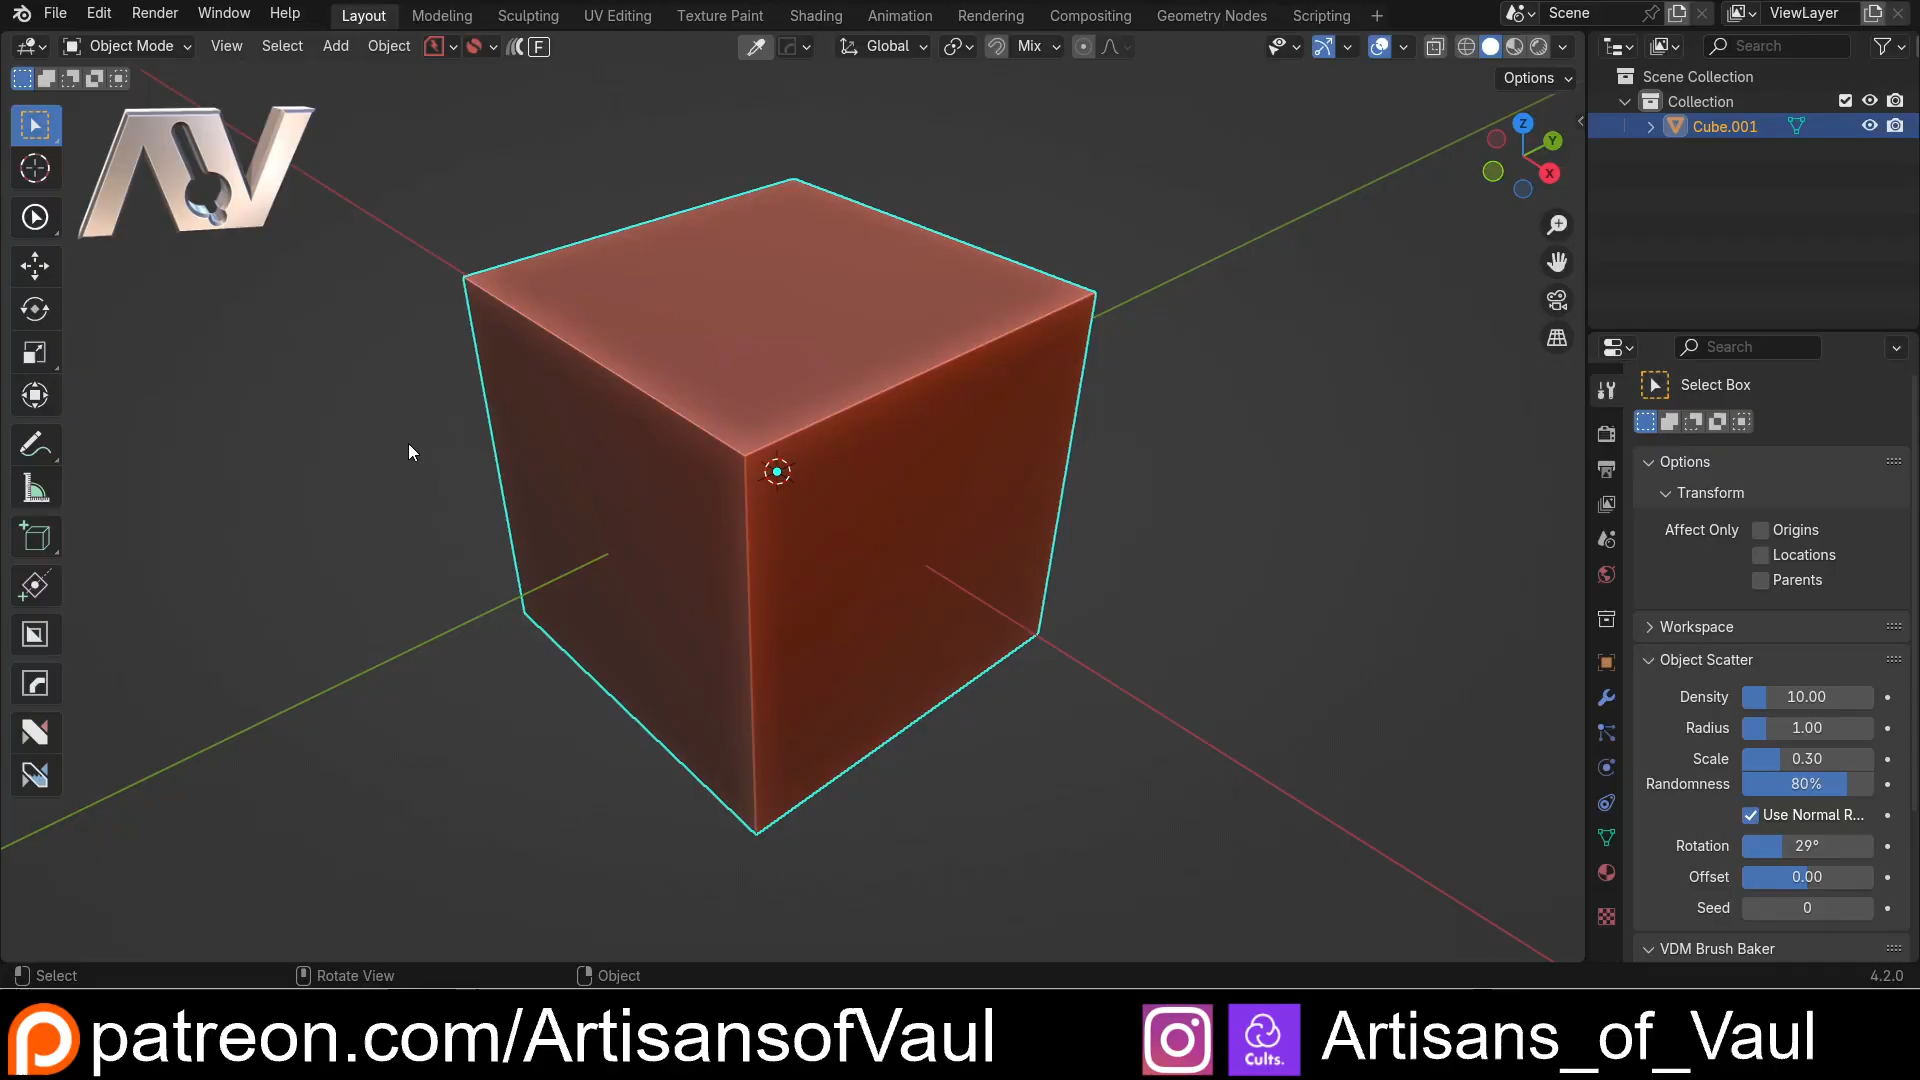 File Edit Render Window Help Layout Modeling Sculpting UV Editing Texture Paint Shading Animation Rendering Compositing Geometry Nodes Scripting + Scene ViewLayer
Object Mode View Select Add Object F Global Mix Search
Options
Scene Collection
Collection
Cube.001
Z
Y
X
Search
Select Box
Options
Transform
Affect Only Origins
Locations
Parents
Workspace
Object Scatter
Density 10.00
Radius 1.00
Scale 0.30
Randomness 80%
Use Normal R...
Rotation 29°
Offset 0.00
Seed 0
VDM Brush Baker
Select Rotate View Object 4.2.0
patreon.com/ArtisansofVaul Cults. Artisans_of_Vaul